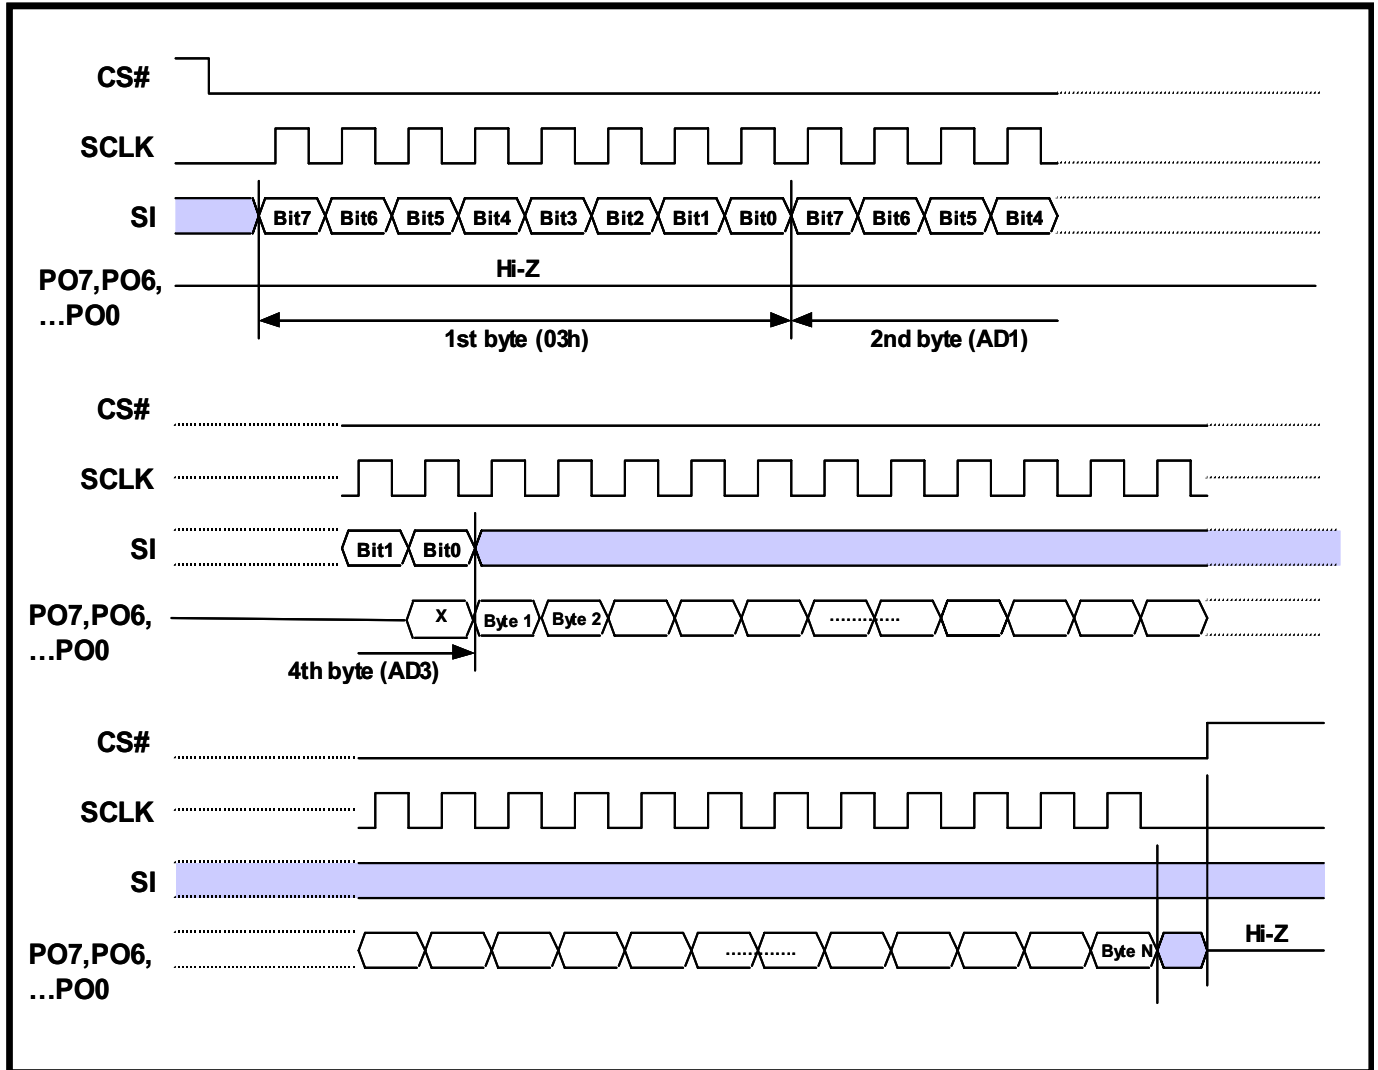 CS#
SCLK
SI
Bit7 Bit6 Bit5 Bit4 Bit3 Bit2 Bit1 Bit0 Bit7 Bit6 Bit5 Bit4
Hi-Z
PO7,PO6,
...PO0
1st byte (03h) 2nd byte (AD1)
CS#
SCLK
SI
Bit1 Bit0
PO7,PO6,
...PO0
X Byte 1 Byte 2 .............
4th byte (AD3)
CS#
SCLK
SI
PO7,PO6,
...PO0
............. Byte N Hi-Z